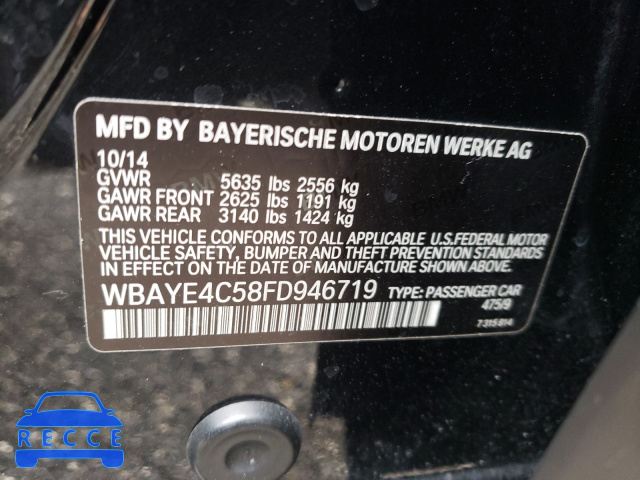 MFD BY BAYERISCHE MOTOREN WERKE AG
10/14
GVWR 5635 lbs 2556 kg
GAWR FRONT 2625 lbs 1191 kg
GAWR REAR 3140 lbs 1424 kg
THIS VEHICLE CONFORMS TO ALL APPLICABLE U.S.FEDERAL MOTOR
VEHICLE SAFETY, BUMPER AND THEFT PREVENTION STANDARDS
IN EFFECT ON THE DATE OF MANUFACTURE SHOWN ABOVE.
WBAYE4C58FD946719 TYPE: PASSENGER CAR
475/9
7315814
RECCE